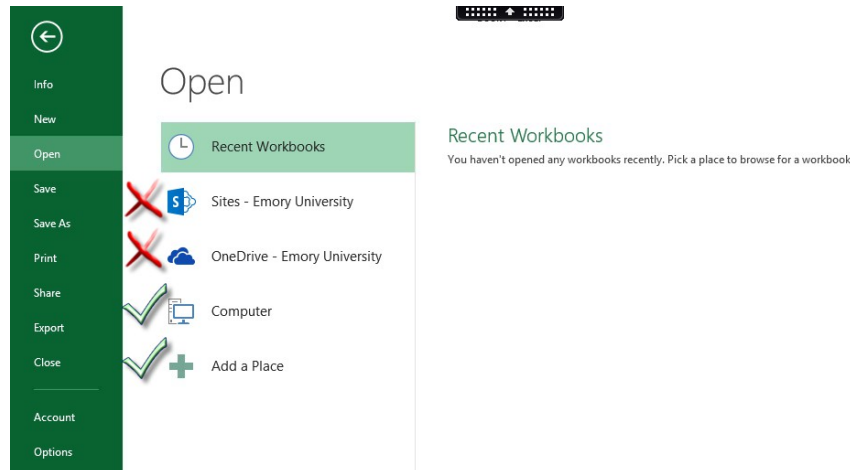 Info
New
Open
Save
Save As
Print
Share
Export
Close
Account
Options
Open
Recent Workbooks
Sites - Emory University
OneDrive - Emory University
Computer
Add a Place
Recent Workbooks
You haven't opened any workbooks recently. Pick a place to browse for a workbook